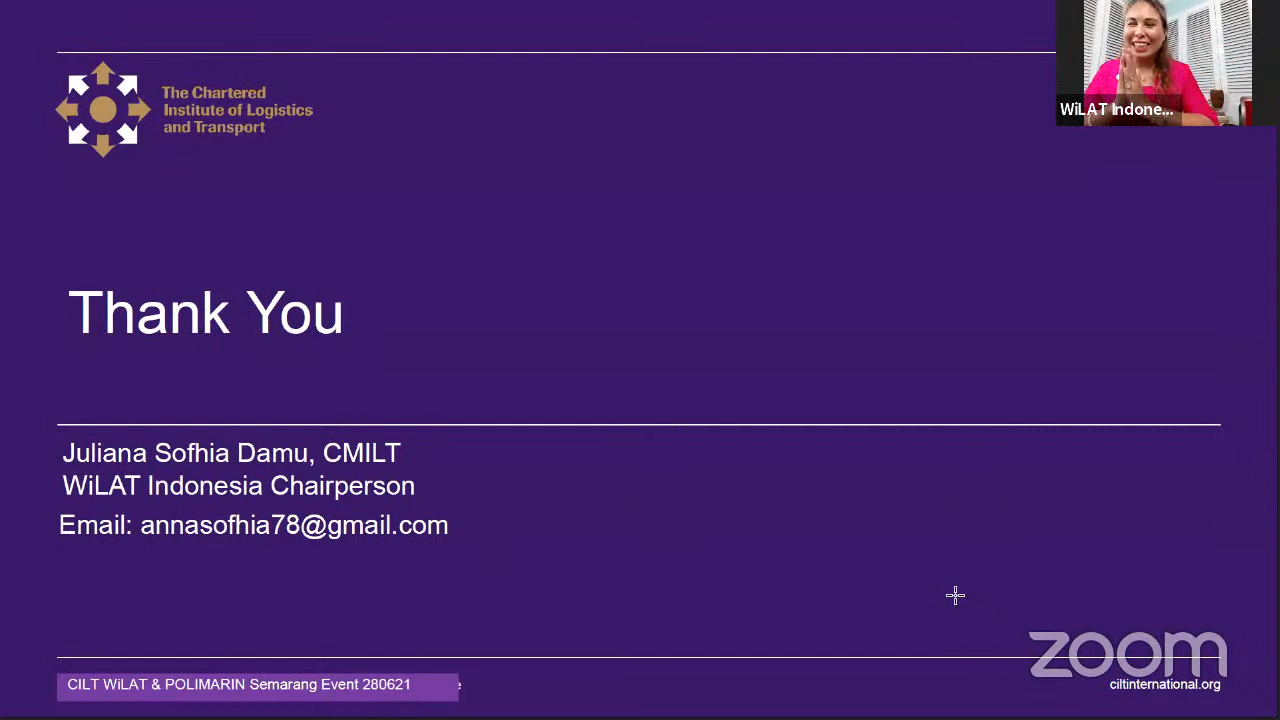 The Chartered
Institute of Logistics
and Transport
WiLAT Indone...
Thank You
Juliana Sofhia Damu, CMILT
WiLAT Indonesia Chairperson
Email: annasofhia78@gmail.com
zoom
CILT WiLAT & POLIMARIN Semarang Event 280621
ciltinternational.org